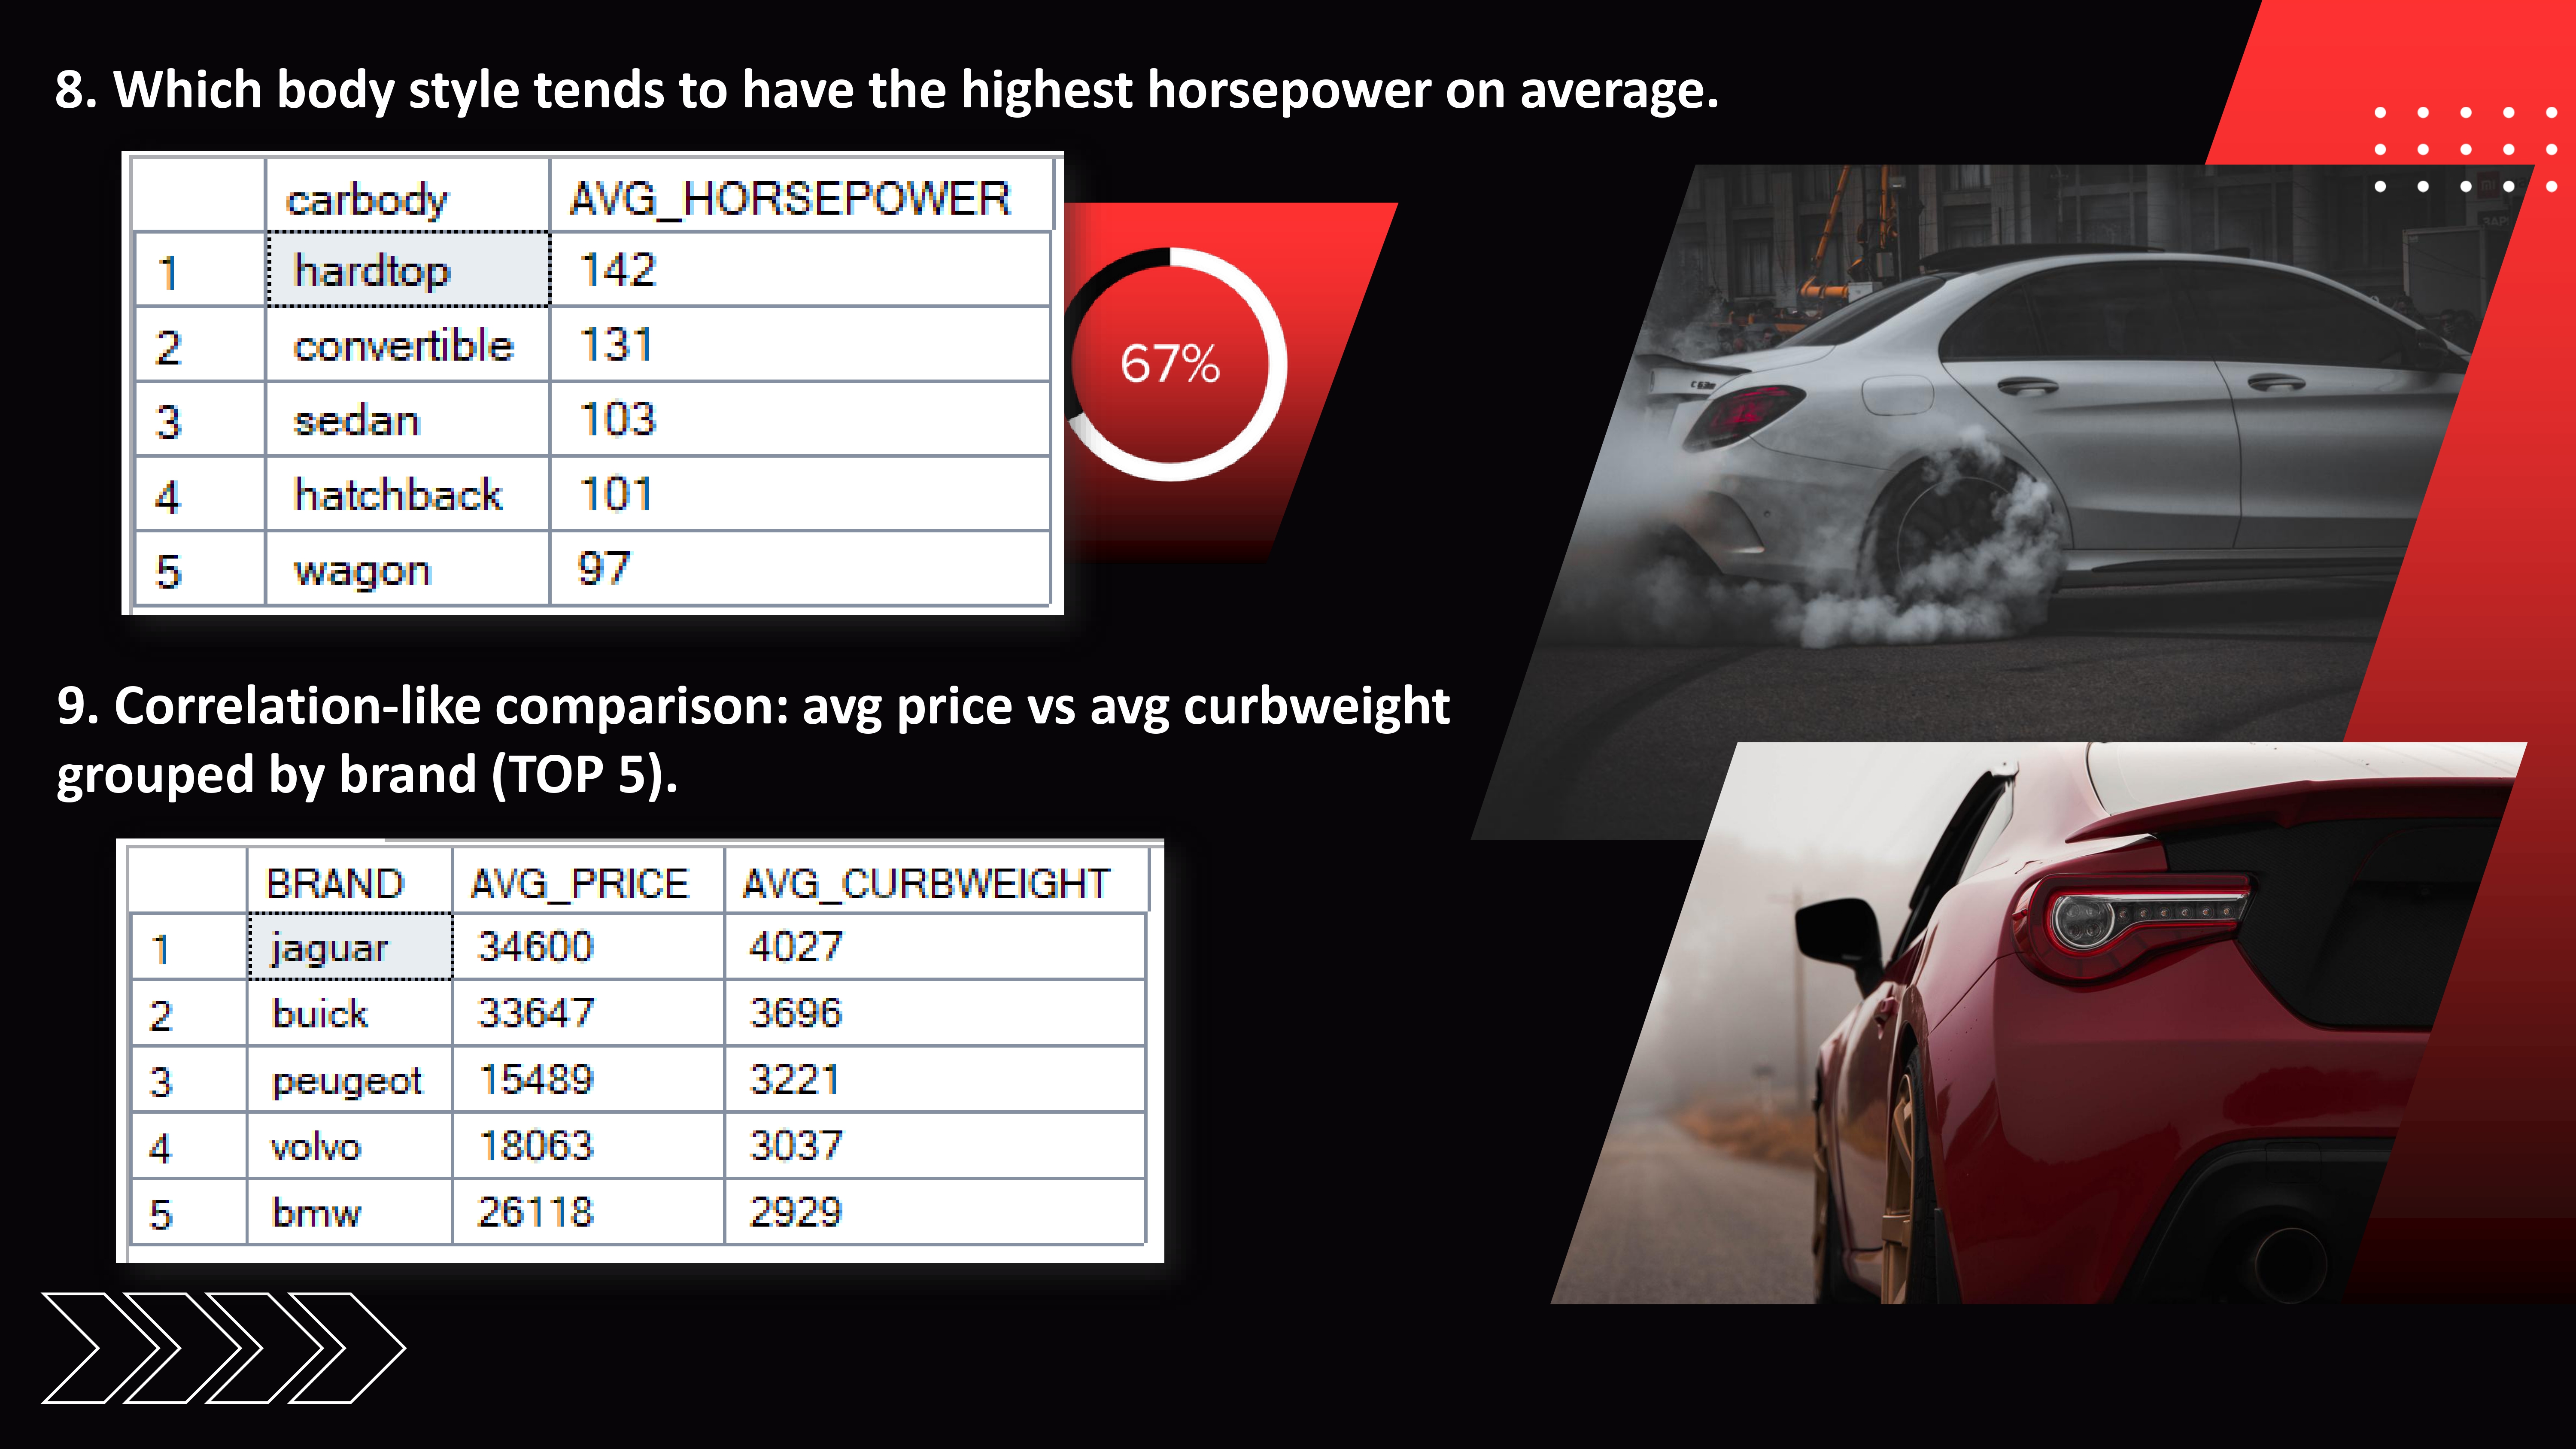 8. Which body style tends to have the highest horsepower on average.
carbody AVG_HORSEPOWER
1 hardtop 142
2 convertible 131
3 sedan 103
4 hatchback 101
5 wagon 97
67%
9. Correlation-like comparison: avg price vs avg curbweight
grouped by brand (TOP 5).
BRAND AVG_PRICE AVG_CURBWEIGHT
1 jaguar 34600 4027
2 buick 33647 3696
3 peugeot 15489 3221
4 volvo 18063 3037
5 bmw 26118 2929